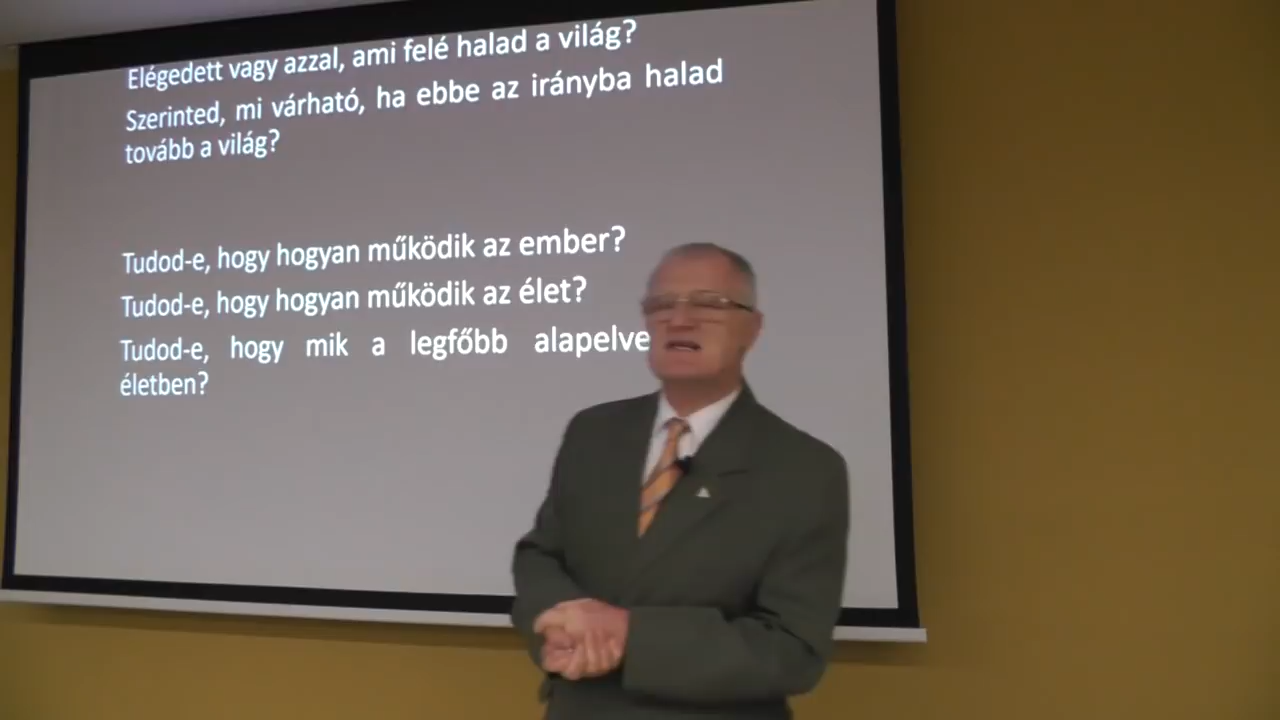 Elégedett vagy azzal, ami felé halad a világ?
Szerinted, mi várható, ha ebbe az irányba halad
tovább a világ?
Tudod-e, hogy hogyan működik az ember?
Tudod-e, hogy hogyan működik az élet?
Tudod-e, hogy mik a legfőbb alapelve
életben?